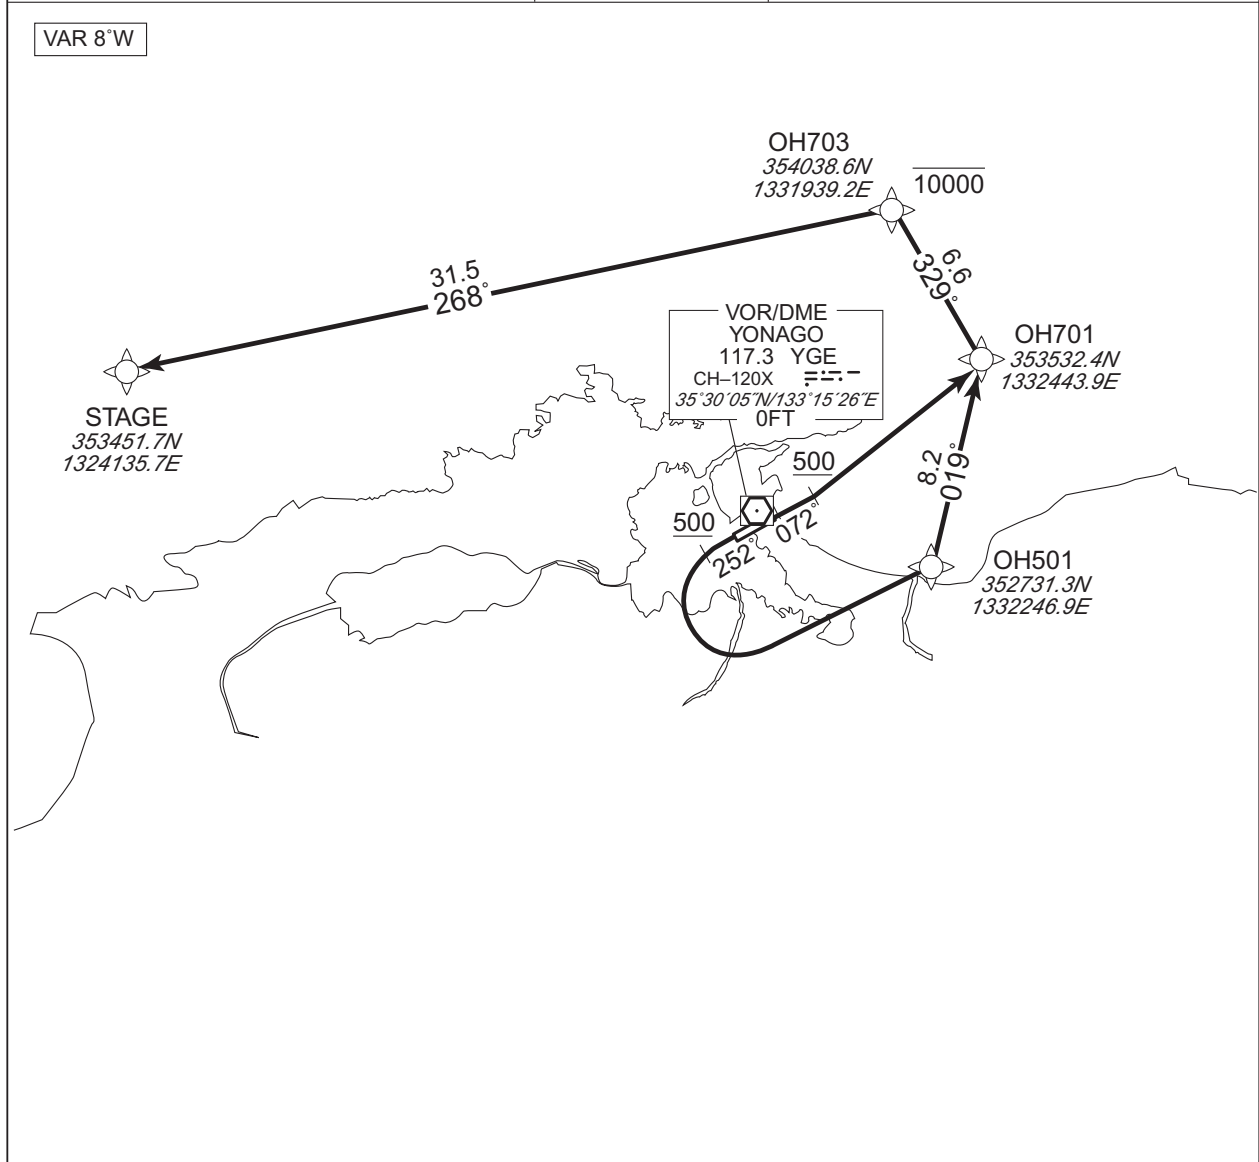 VAR 8°W
OH703
354038.6N
1331939.2E
10000
6.6
329°
31.5
268°
VOR/DME
YONAGO
117.3 YGE
CH–120X
35°30′05″N/133°15′26″E
0FT
OH701
353532.4N
1332443.9E
STAGE
353451.7N
1324135.7E
500
8.2
019°
500
072°
252°
OH501
352731.3N
1332246.9E